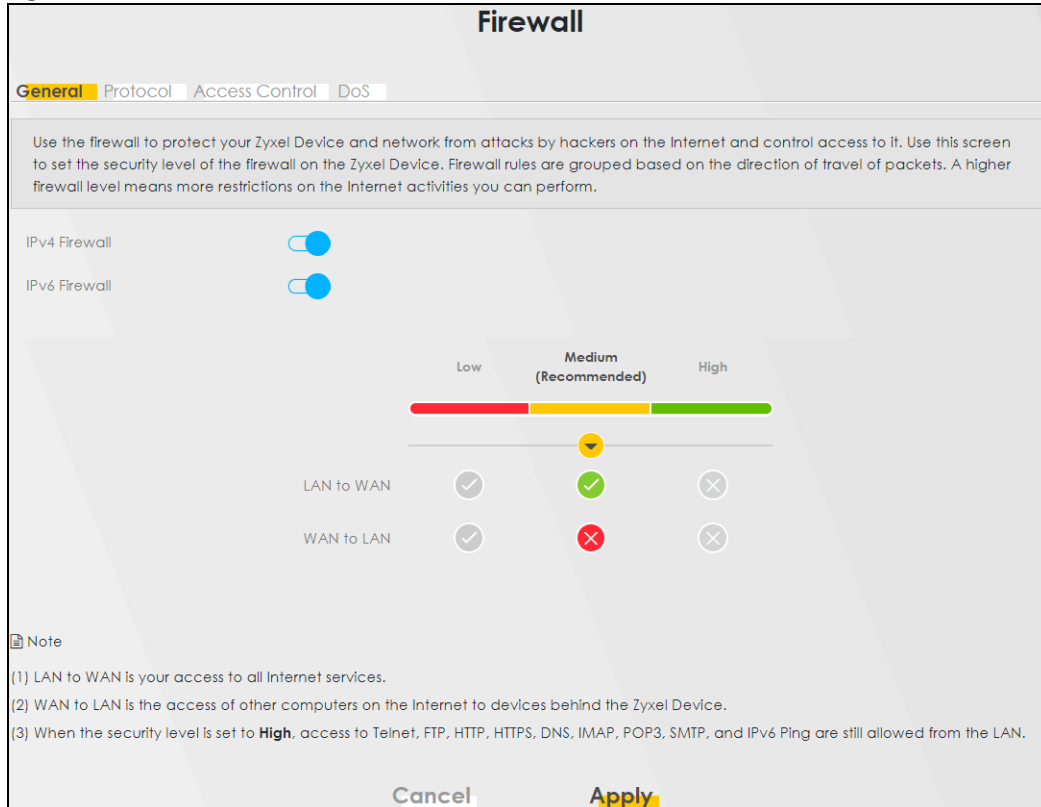 Firewall
General Protocol Access Control DoS
Use the firewall to protect your Zyxel Device and network from attacks by hackers on the Internet and control access to it. Use this screen
to set the security level of the firewall on the Zyxel Device. Firewall rules are grouped based on the direction of travel of packets. A higher
firewall level means more restrictions on the Internet activities you can perform.
IPv4 Firewall
IPv6 Firewall
Low Medium High
(Recommended)
LAN to WAN
WAN to LAN
Note
(1) LAN to WAN is your access to all Internet services.
(2) WAN to LAN is the access of other computers on the Internet to devices behind the Zyxel Device.
(3) When the security level is set to High, access to Telnet, FTP, HTTP, HTTPS, DNS, IMAP, POP3, SMTP, and IPv6 Ping are still allowed from the LAN.
Cancel Apply